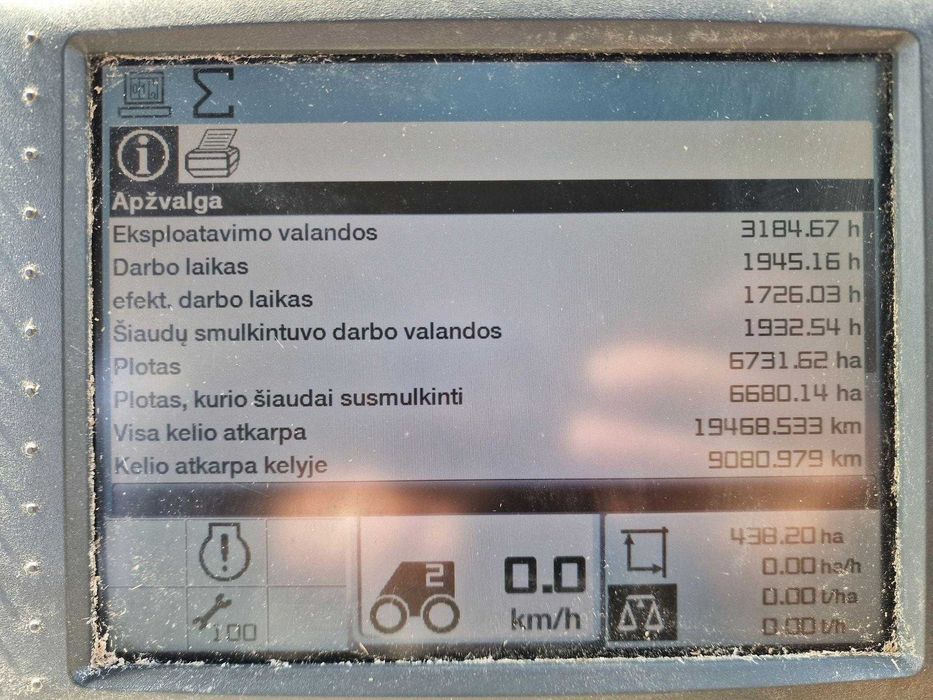 Apžvalga
Eksploatavimo valandos 3184.67 h
Darbo laikas 1945.16 h
efekt. darbo laikas 1726.03 h
Šiaudų smulkintuvo darbo valandos 1932.54 h
Plotas 6731.62 ha
Plotas, kurio šiaudai susmulkinti 6680.14 ha
Visa kelio atkarpa 19468.533 km
Kelio atkarpa kelyje 9080.979 km
438.20 ha
2 0.0 0.00 ha/h
km/h 0.00 t/ha
100 0.00 t/h